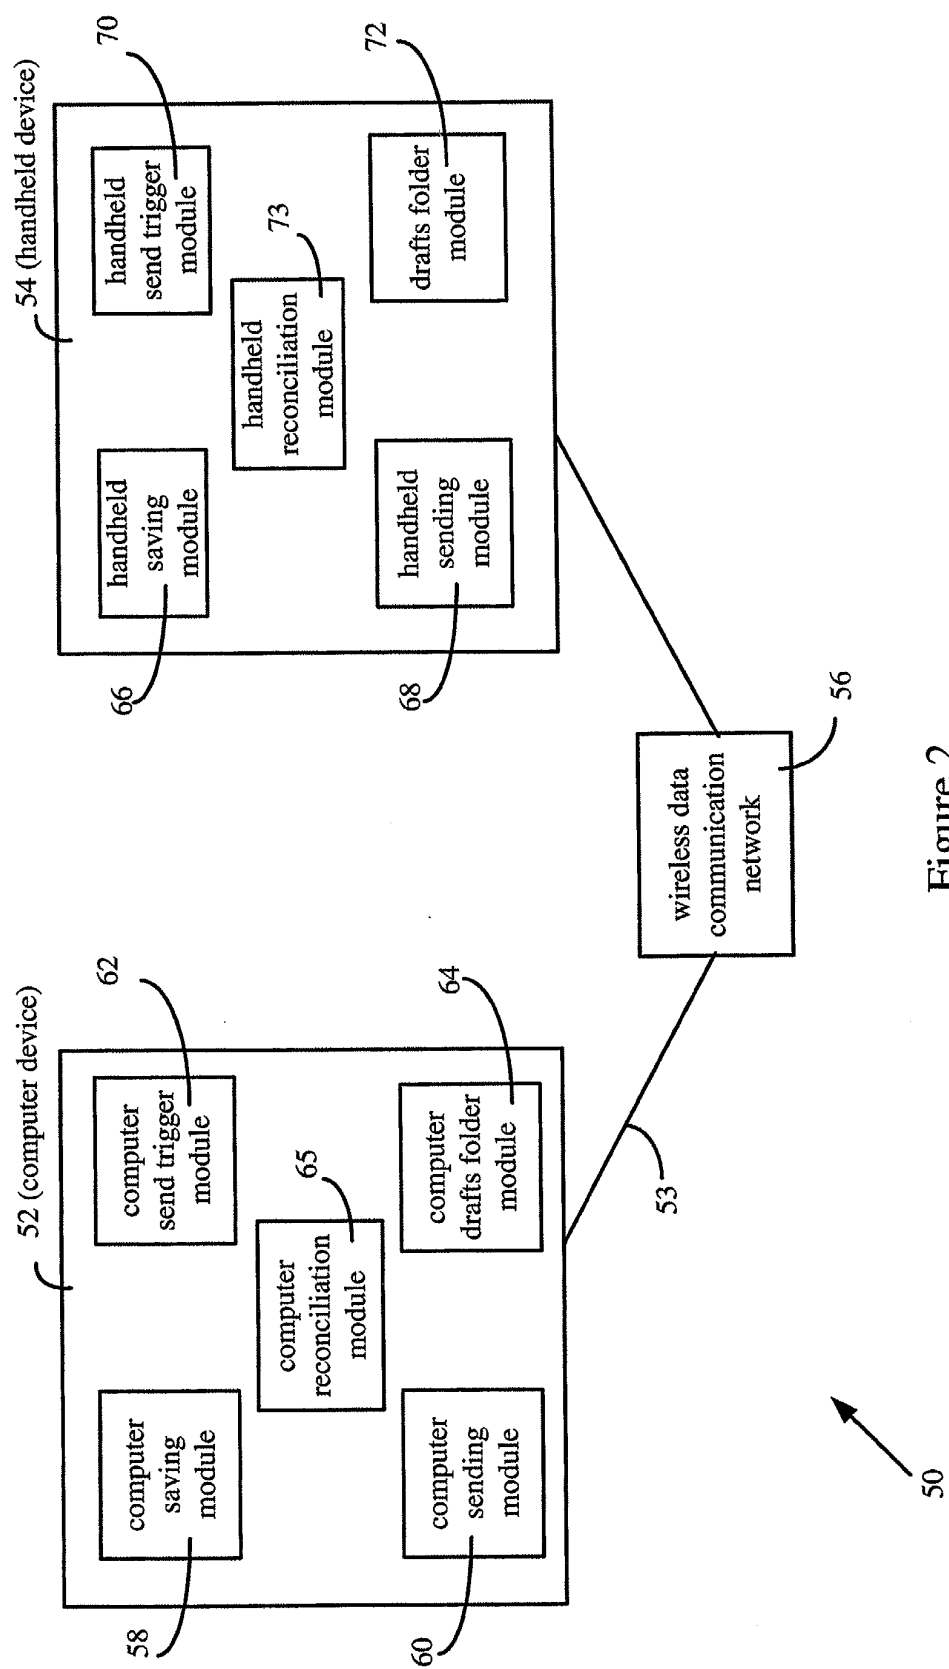 52 (computer device)
54 (handheld device)
62
70
computer
send trigger
module
computer
saving
module
58
65
computer
reconciliation
module
64
computer
drafts folder
module
computer
sending
module
60
handheld
send trigger
module
handheld
saving
module
66
73
handheld
reconciliation
module
72
drafts folder
module
handheld
sending
module
68
53
wireless data
communication
network
56
50
Figure 2